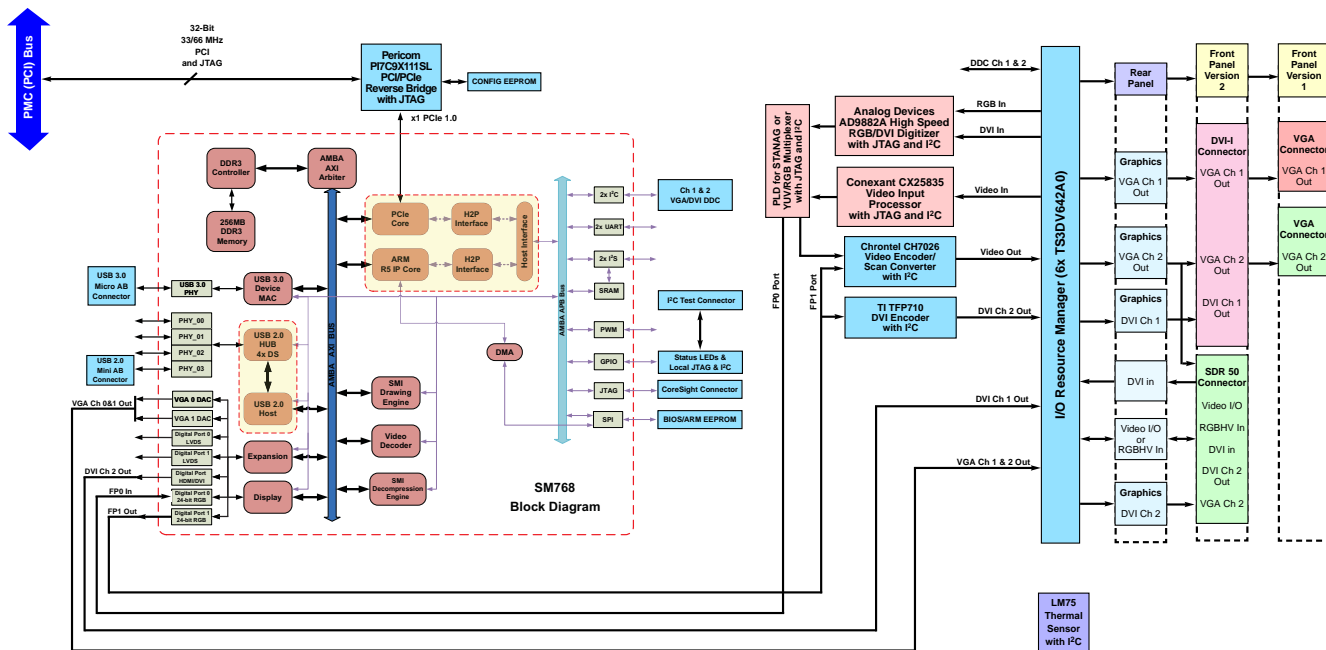 PMC (PCI) Bus
32-Bit
33/66 MHz
PCI
and JTAG
Pericom
PI7C9X111SL
PCI/PCIe
Reverse Bridge
with JTAG
CONFIG EEPROM
x1 PCIe 1.0
DDR3
Controller
AMBA
AXI
Arbiter
256MB
DDR3
Memory
PCIe
Core
H2P
Interface
ARM
R5 IP Core
H2P
Interface
Host Interface
USB 3.0
Micro AB
Connector
USB 3.0
PHY
USB 3.0
Device
MAC
PHY_00
PHY_01
PHY_02
PHY_03
USB 2.0
Mini AB
Connector
USB 2.0
HUB
4x DS
USB 2.0
Host
AMBA AXI BUS
VGA Ch 0&1 Out
VGA 0 DAC
VGA 1 DAC
Digital Port 0
LVDS
Digital Port 1
LVDS
DVI Ch 2 Out
Digital Port
HDMI/DVI
FP0 In
Digital Port 0
24-bit RGB
FP1 Out
Digital Port 1
24-bit RGB
Expansion
Display
SMI
Drawing
Engine
Video
Decoder
SMI
Decompression
Engine
DMA
AMBA APB Bus
2x I²C
2x UART
2x I²S
SRAM
PWM
GPIO
JTAG
SPI
SM768
Block Diagram
Ch 1 & 2
VGA/DVI DDC
I²C Test Connector
Status LEDs &
Local JTAG & I²C
CoreSight Connector
BIOS/ARM EEPROM
PLD for STANAG or
YUV/RGB Multiplexer
with JTAG and I²C
FP0 Port
FP1 Port
Analog Devices
AD9882A High Speed
RGB/DVI Digitizer
with JTAG and I²C
Conexant CX25835
Video Input
Processor
with JTAG and I²C
Chrontel CH7026
Video Encoder/
Scan Converter
with I²C
TI TFP710
DVI Encoder
with I²C
DDC Ch 1 & 2
RGB In
DVI In
Video In
Video Out
DVI Ch 2 Out
DVI Ch 1 Out
VGA Ch 1 & 2 Out
I/O Resource Manager (6x TS3DV642A0)
Rear
Panel
Graphics
VGA Ch 1
Out
Graphics
VGA Ch 2
Out
Graphics
DVI Ch 1
DVI in
Video I/O
or
RGBHV In
Graphics
DVI Ch 2
Front
Panel
Version
2
DVI-I
Connector
VGA Ch 1
Out
VGA Ch 2
Out
DVI Ch 1
Out
SDR 50
Connector
Video I/O
RGBHV In
DVI in
DVI Ch 2
Out
VGA Ch 2
Front
Panel
Version
1
VGA
Connector
VGA Ch 1
Out
VGA
Connector
VGA Ch 2
Out
LM75
Thermal
Sensor
with I²C